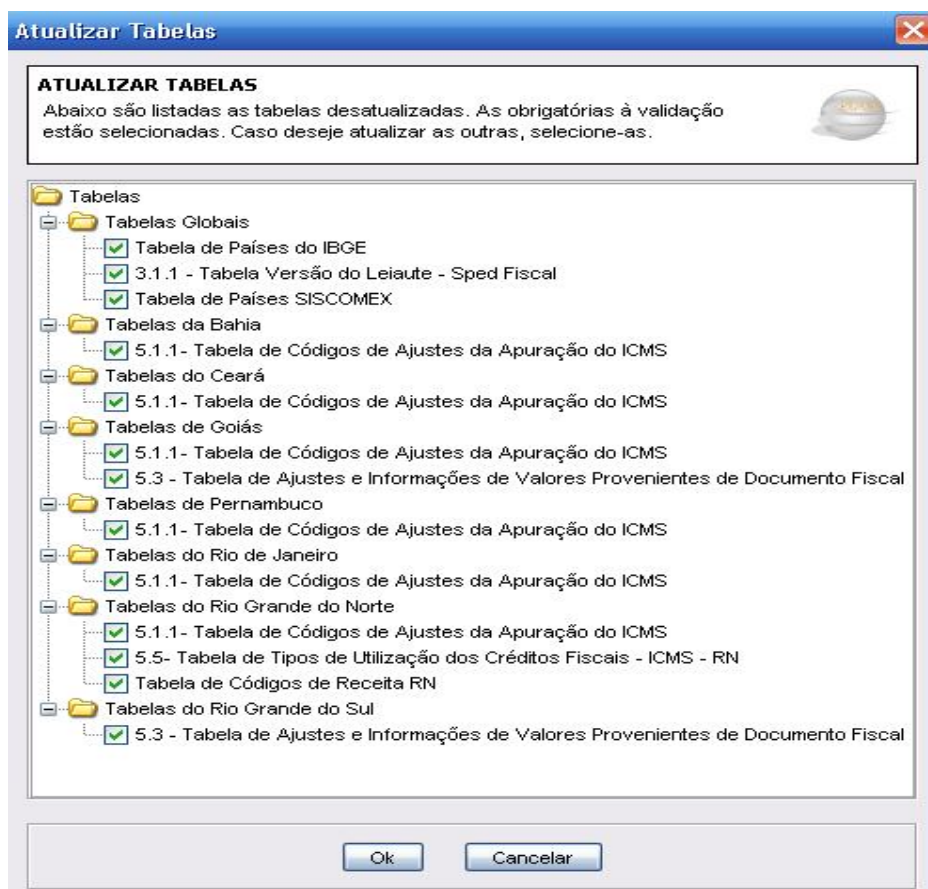 Atualizar Tabelas
ATUALIZAR TABELAS
Abaixo são listadas as tabelas desatualizadas. As obrigatórias à validação
estão selecionadas. Caso deseje atualizar as outras, selecione-as.
Tabelas
Tabelas Globais
Tabela de Países do IBGE
3.1.1 - Tabela Versão do Leiaute - Sped Fiscal
Tabela de Países SISCOMEX
Tabelas da Bahia
5.1.1- Tabela de Códigos de Ajustes da Apuração do ICMS
Tabelas do Ceará
5.1.1- Tabela de Códigos de Ajustes da Apuração do ICMS
Tabelas de Goiás
5.1.1- Tabela de Códigos de Ajustes da Apuração do ICMS
5.3 - Tabela de Ajustes e Informações de Valores Provenientes de Documento Fiscal
Tabelas de Pernambuco
5.1.1- Tabela de Códigos de Ajustes da Apuração do ICMS
Tabelas do Rio de Janeiro
5.1.1- Tabela de Códigos de Ajustes da Apuração do ICMS
Tabelas do Rio Grande do Norte
5.1.1- Tabela de Códigos de Ajustes da Apuração do ICMS
5.5- Tabela de Tipos de Utilização dos Créditos Fiscais - ICMS - RN
Tabela de Códigos de Receita RN
Tabelas do Rio Grande do Sul
5.3 - Tabela de Ajustes e Informações de Valores Provenientes de Documento Fiscal
Ok
Cancelar